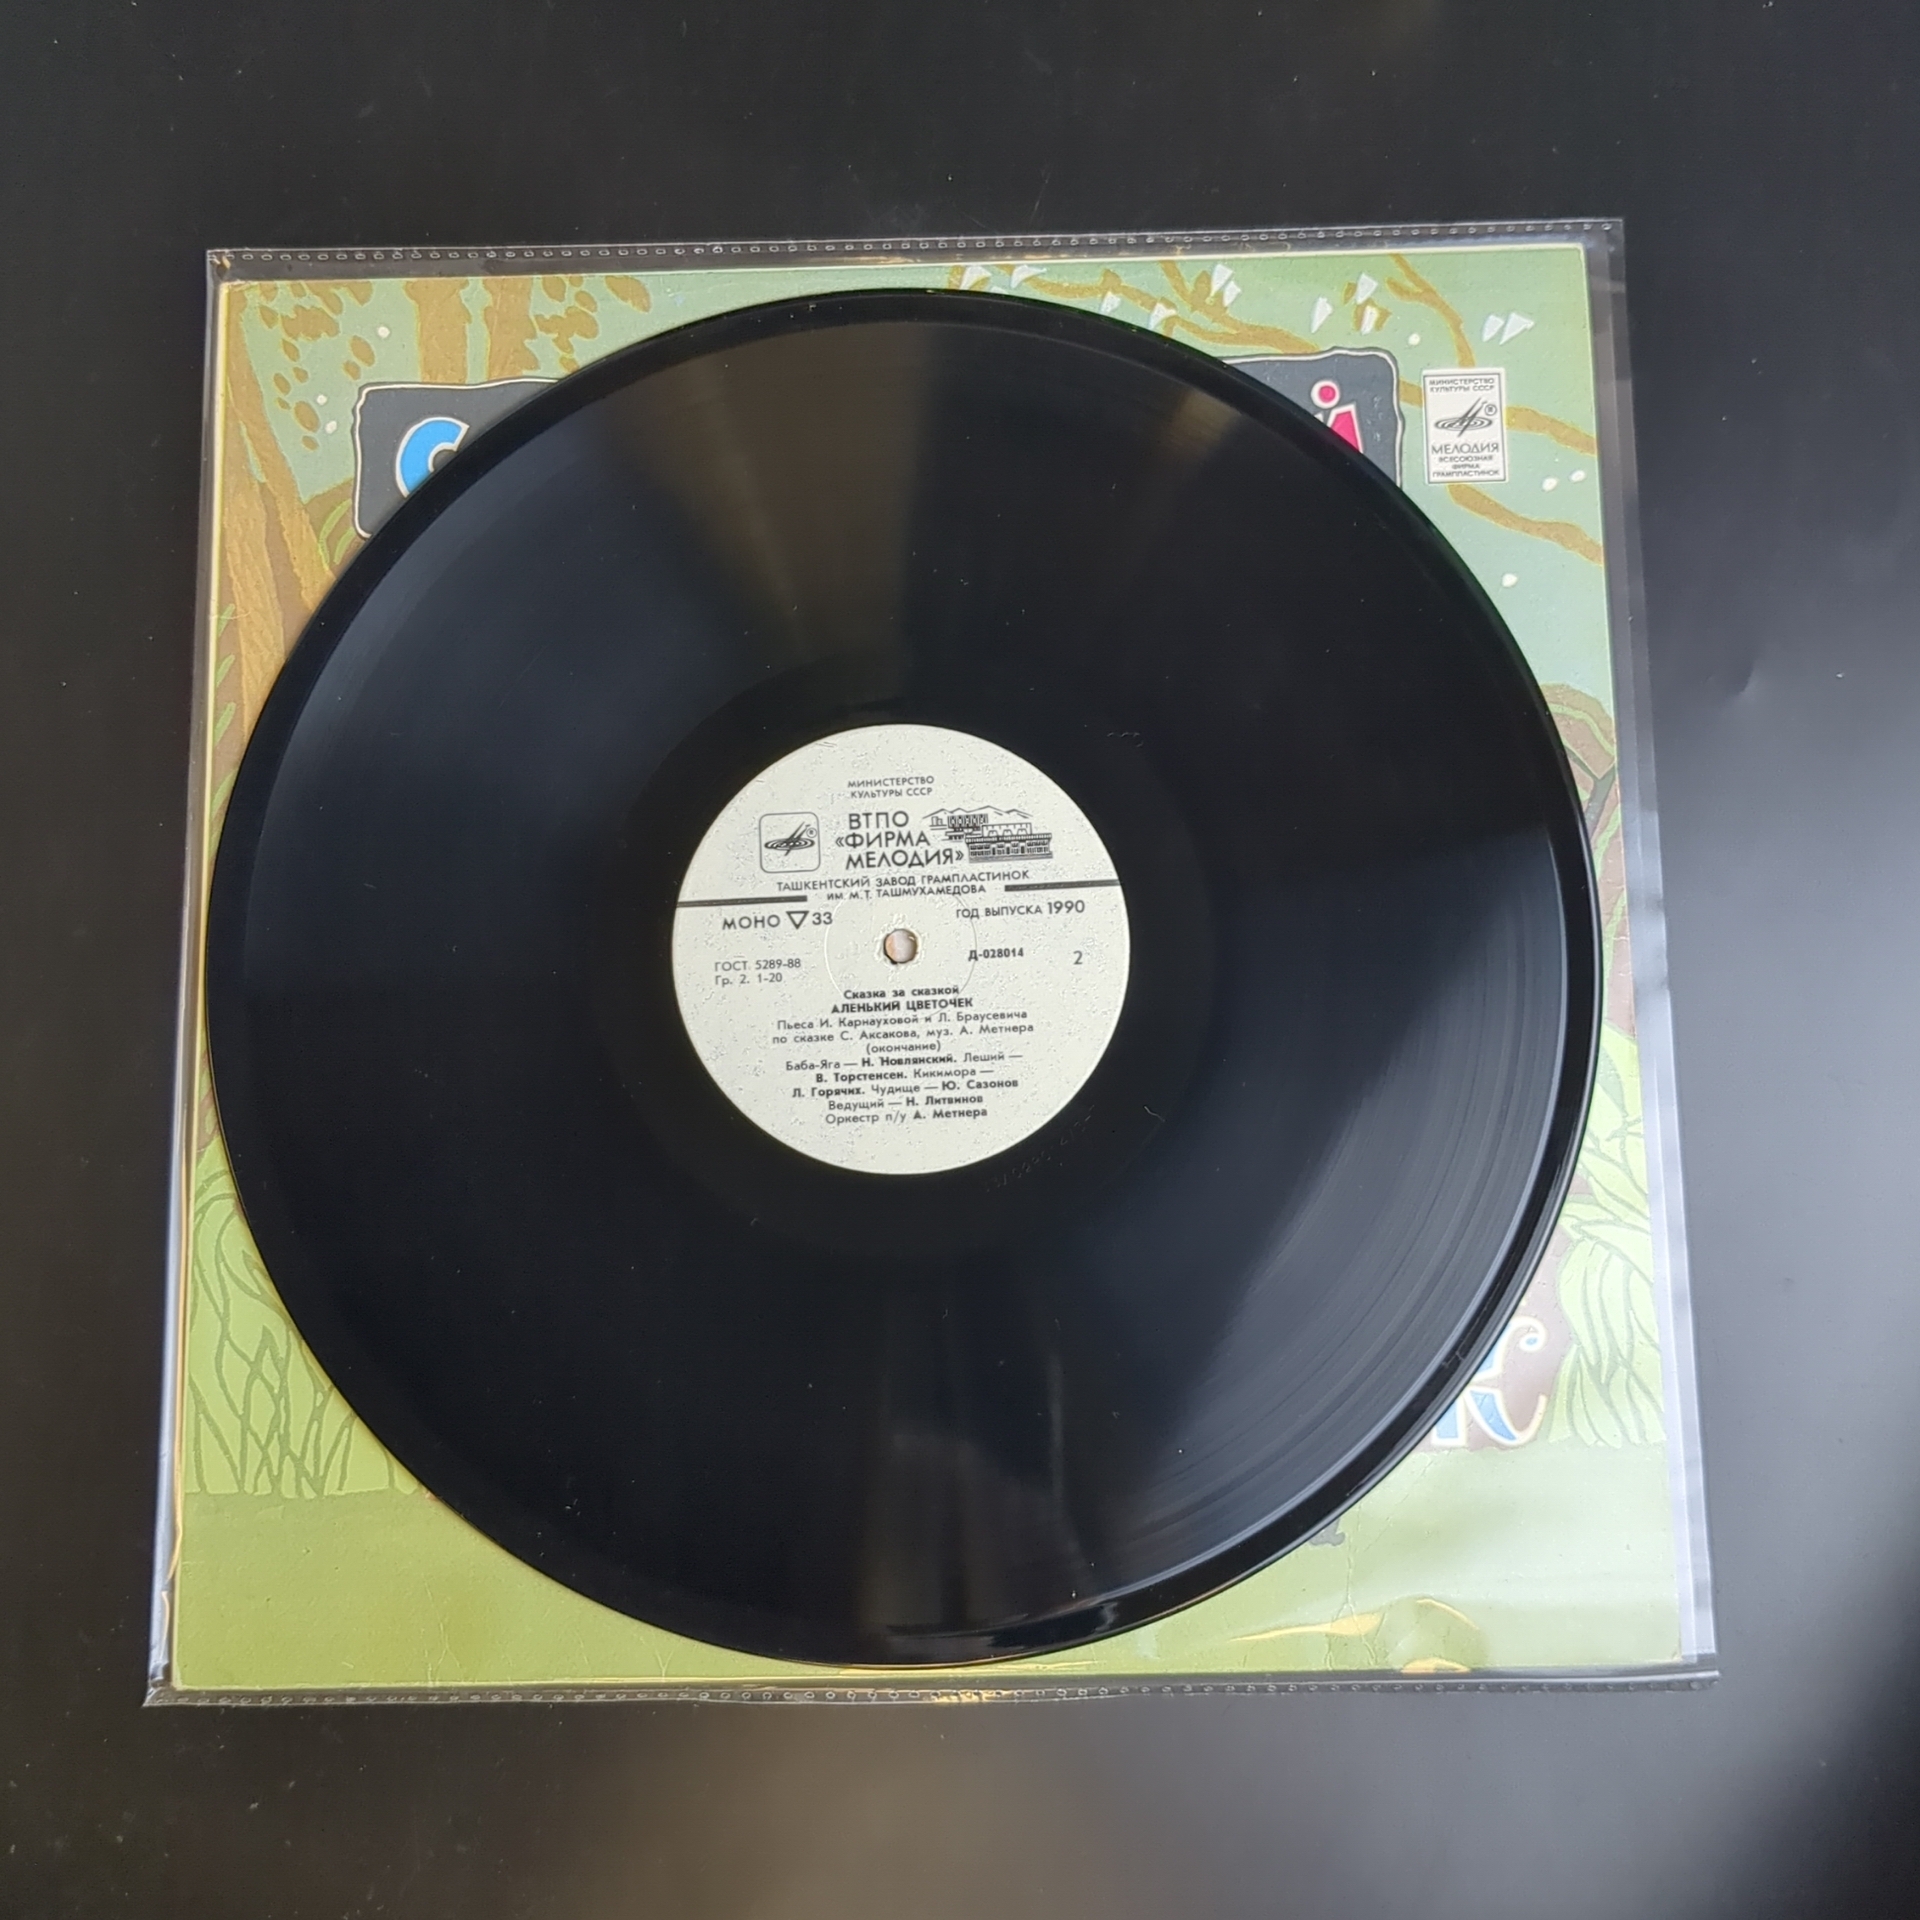 С
й
МИНИСТЕРСТВО
КУЛЬТУРЫ СССР
МЕЛОДИЯ
ВСЕСОЮЗНАЯ
ФИРМА
ГРАМПЛАСТИНОК
МИНИСТЕРСТВО
КУЛЬТУРЫ СССР
ВТПО
«ФИРМА
МЕЛОДИЯ»
ТАШКЕНТСКИЙ ЗАВОД ГРАМПЛАСТИНОК
ИМ. М.Т. ТАШМУХАМЕДОВА
МОНО 33
ГОД ВЫПУСКА 1990
ГОСТ 5289-88
Гр. 2. 1-20
Д-028014
2
Сказка за сказкой
АЛЕНЬКИЙ ЦВЕТОЧЕК
Пьеса И. Карнауховой и Л. Браусевича
по сказке С. Аксакова, муз. А. Метнера
(окончание)
Баба-Яга — Н. Новлянский. Леший —
В. Торстенсен. Кикимора —
Л. Горячих. Чудище — Ю. Сазонов
Ведущий — Н. Литвинов
Оркестр п/у А. Метнера
к